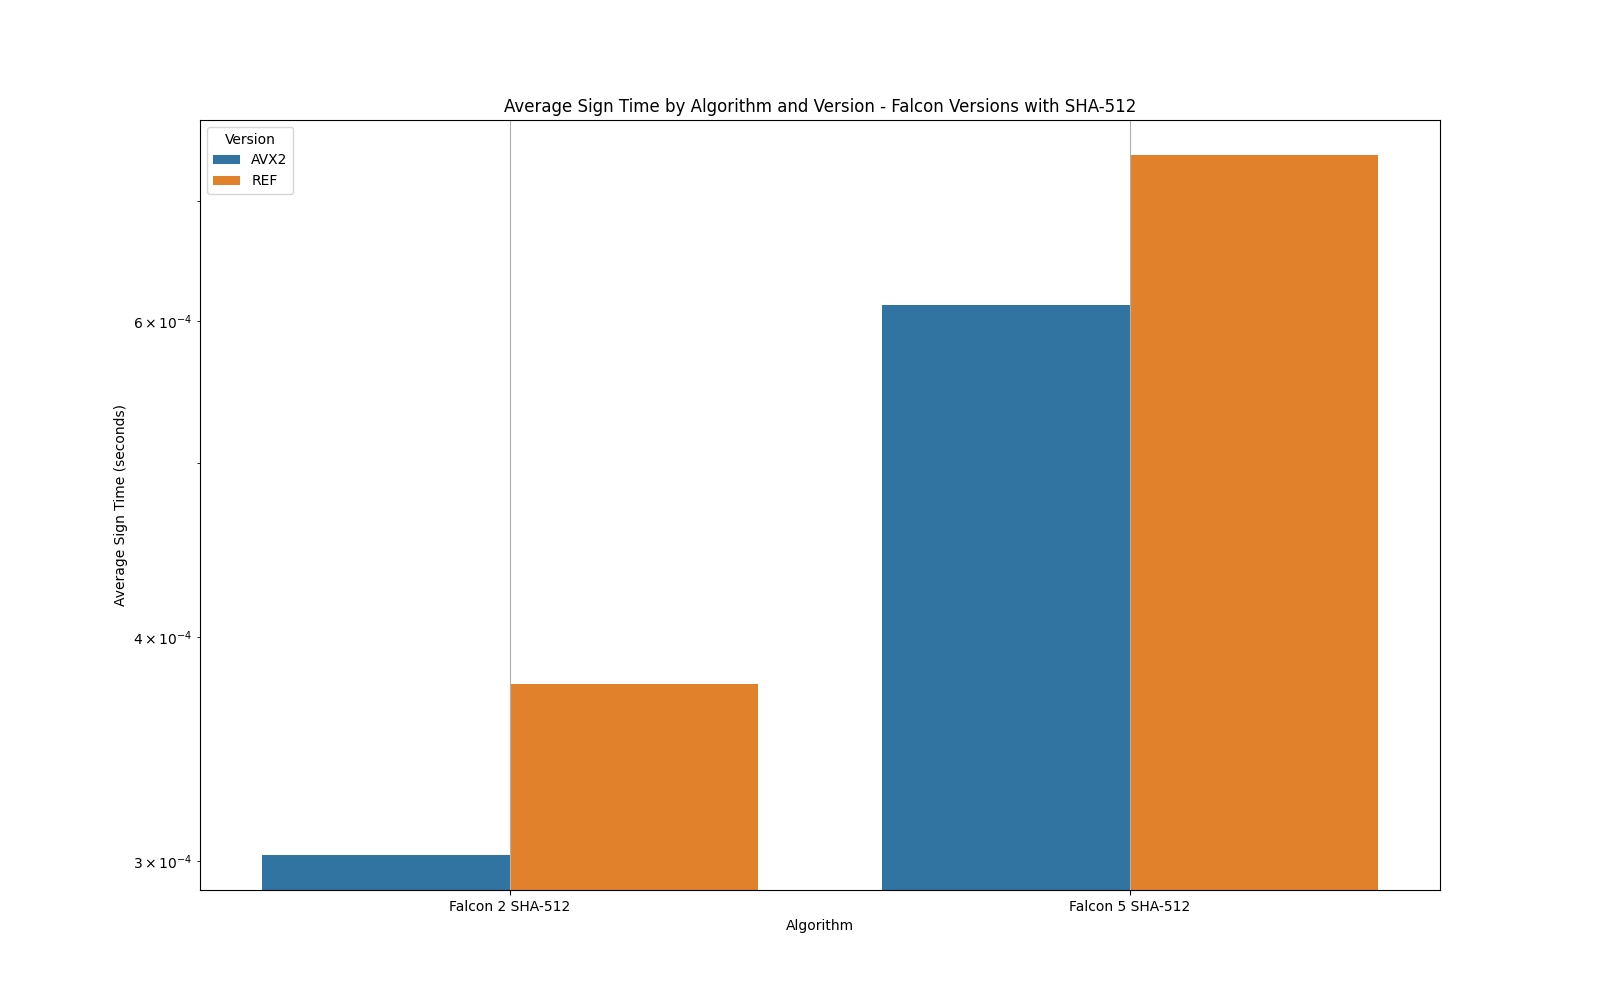 Average Sign Time by Algorithm and Version - Falcon Versions with SHA-512
Version
AVX2
REF
6 × 10⁻⁴
4 × 10⁻⁴
3 × 10⁻⁴
Average Sign Time (seconds)
Falcon 2 SHA-512
Falcon 5 SHA-512
Algorithm